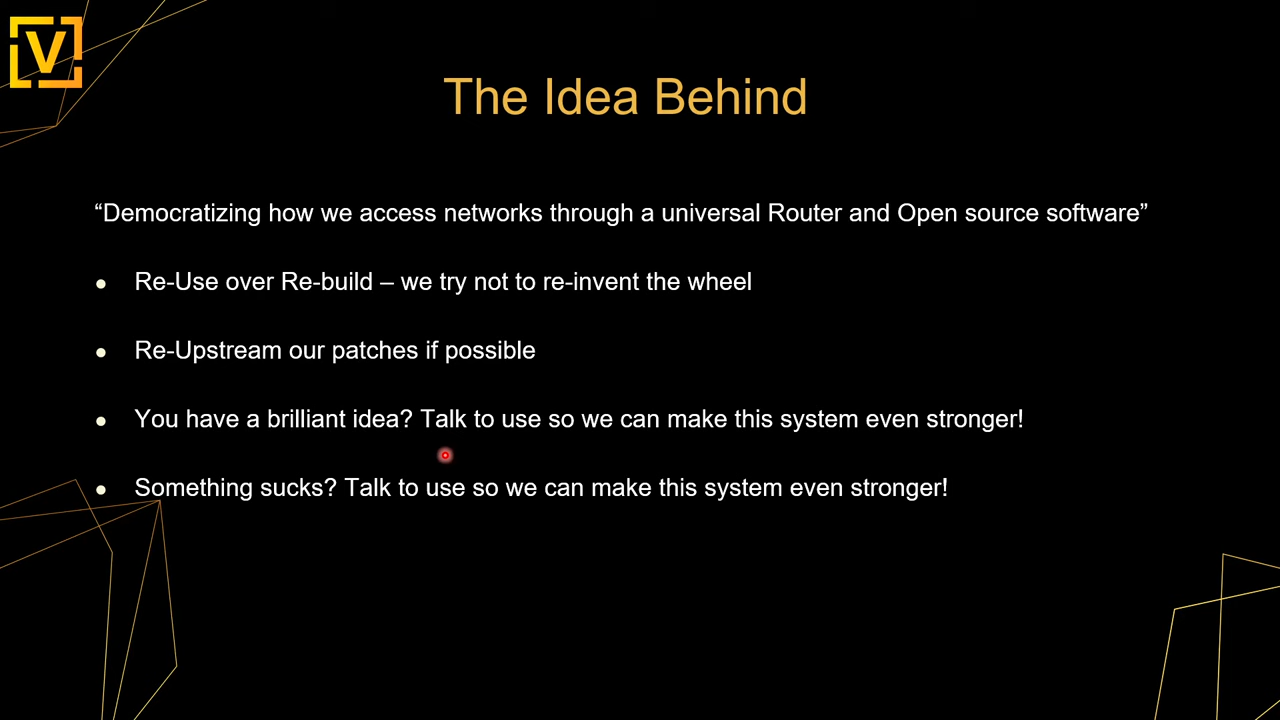 V
The Idea Behind
“Democratizing how we access networks through a universal Router and Open source software”
● Re-Use over Re-build – we try not to re-invent the wheel
● Re-Upstream our patches if possible
● You have a brilliant idea? Talk to use so we can make this system even stronger!
● Something sucks? Talk to use so we can make this system even stronger!